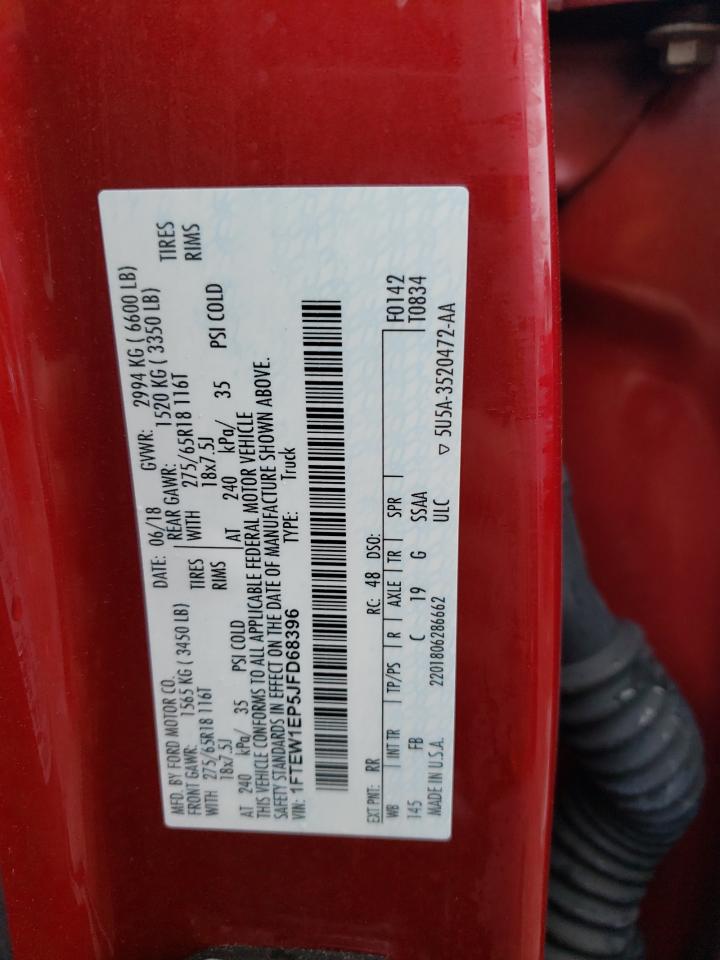 MFD. BY FORD MOTOR CO. DATE: 06/18 GVWR: 2994 KG ( 6600 LB)
FRONT GAWR: 1565 KG ( 3450 LB) REAR GAWR: 1520 KG ( 3350 LB)
WITH 275/65R18 116T TIRES WITH 275/65R18 116T TIRES
18x7.5J RIMS 18x7.5J RIMS
AT 240 kPa/ 35 PSI COLD AT 240 kPa/ 35 PSI COLD
THIS VEHICLE CONFORMS TO ALL APPLICABLE FEDERAL MOTOR VEHICLE
SAFETY STANDARDS IN EFFECT ON THE DATE OF MANUFACTURE SHOWN ABOVE.
VIN: 1FTEW1EP5JFD68396 TYPE: Truck
EXT PNT: RR RC: 48 DSO: F0142
WB INT TR TP/PS R AXLE TR SPR T0834
145 FB C 19 G SSAA
MADE IN U.S.A. 2201806286662 ULC ▽ 5U5A-3520472-AA